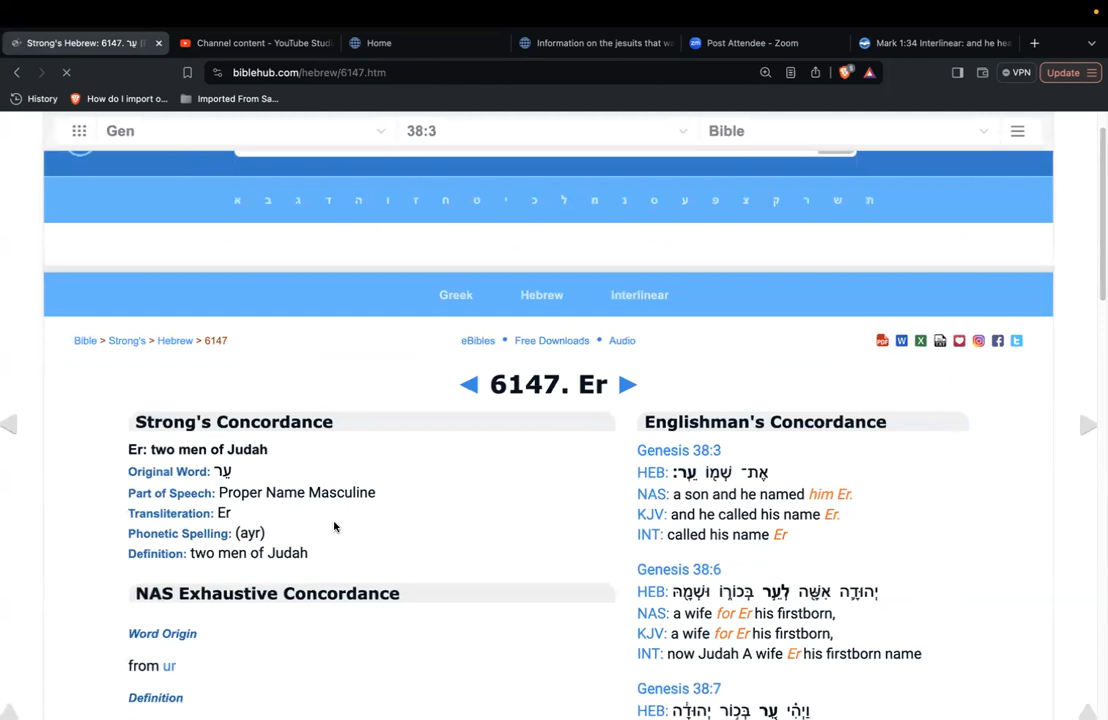 Strong's Hebrew: 6147. עֵר (
Channel content - YouTube Studi
Home
Information on the jesuits that wa
Post Attendee - Zoom
Mark 1:34 Interlinear: and he hea
biblehub.com/hebrew/6147.htm
VPN
Update
History
How do I import o...
Imported From Sa...
Gen
38:3
Bible
א ב ג ד ה ו ז ח ט י כ ל מ נ ס ע פ צ ק ר ש ת
Greek
Hebrew
Interlinear
Bible > Strong's > Hebrew > 6147
eBibles • Free Downloads • Audio
◄ 6147. Er ►
Strong's Concordance
Er: two men of Judah
Original Word: עֵר
Part of Speech: Proper Name Masculine
Transliteration: Er
Phonetic Spelling: (ayr)
Definition: two men of Judah
NAS Exhaustive Concordance
Word Origin
from ur
Definition
Englishman's Concordance
Genesis 38:3
HEB: אֶת־ שְׁמ֖וֹ עֵֽר׃
NAS: a son and he named him Er.
KJV: and he called his name Er.
INT: called his name Er
Genesis 38:6
HEB: יְהוּדָ֛ה אִשָּׁ֖ה לְעֵ֣ר בְּכוֹר֑וֹ וּשְׁמָ֖הּ
NAS: a wife for Er his firstborn,
KJV: a wife for Er his firstborn,
INT: now Judah A wife Er his firstborn name
Genesis 38:7
HEB: וַיְהִ֗י עֵ֚ר בְּכ֣וֹר יְהוּדָ֔ה